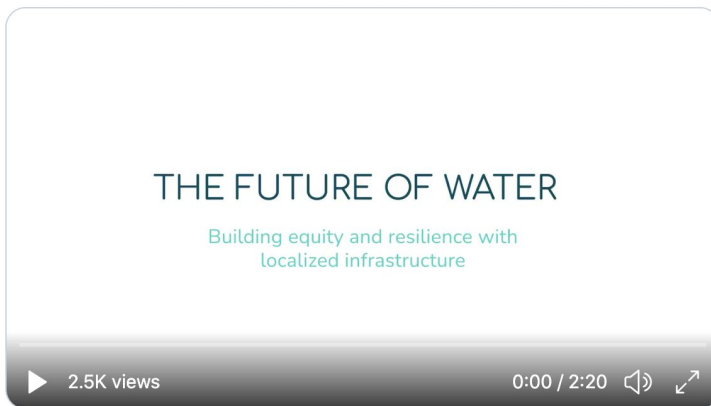 THE FUTURE OF WATER
Building equity and resilience with
localized infrastructure
2.5K views
0:00 / 2:20